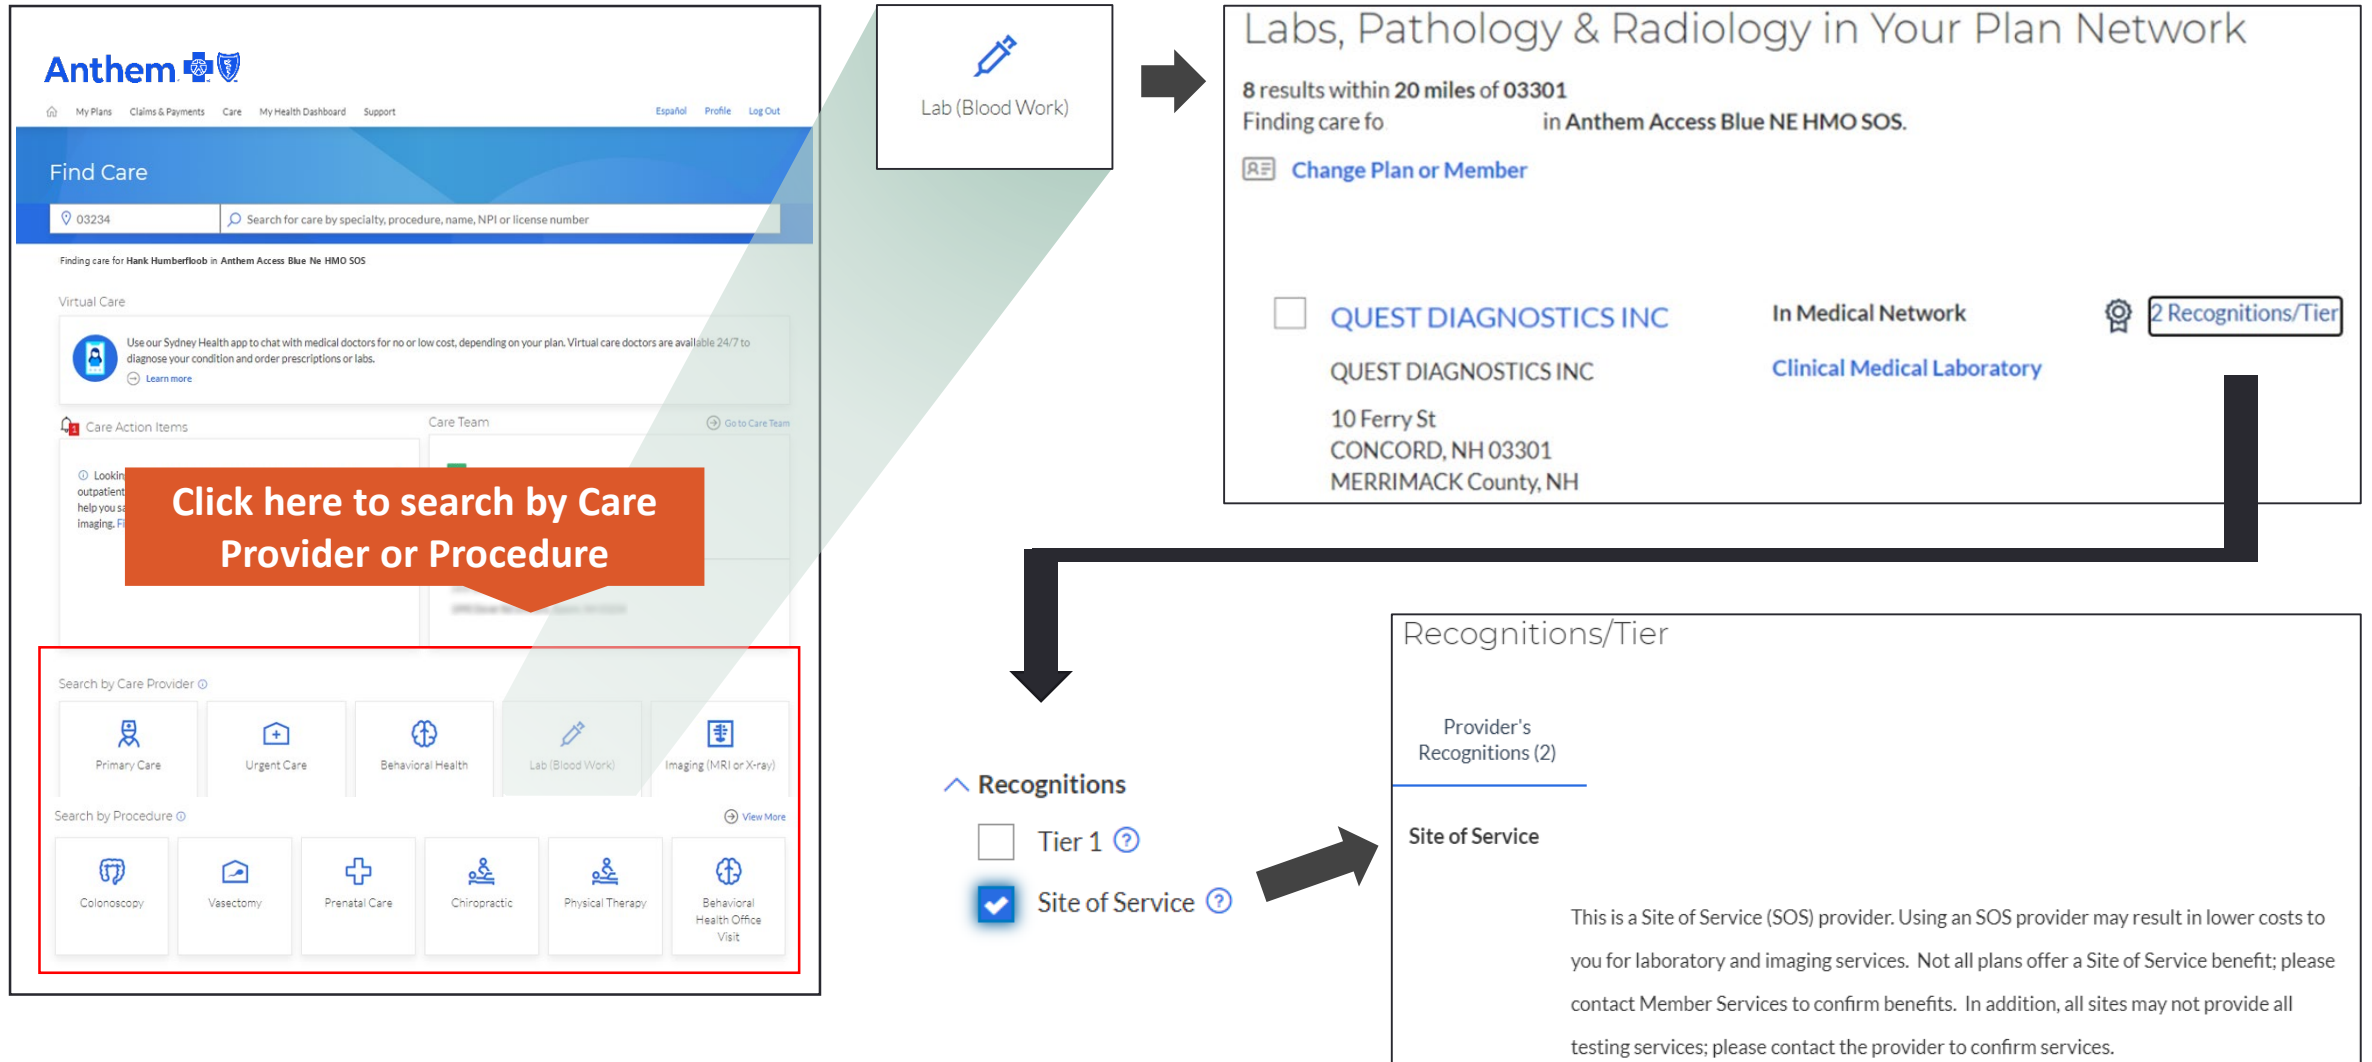 Anthem
My Plans Claims & Payments Care My Health Dashboard Support Español Profile Log Out
Find Care
03234 Search for care by specialty, procedure, name, NPI or license number
Finding care for Hank Humberfloob in Anthem Access Blue Ne HMO SOS
Virtual Care
Use our Sydney Health app to chat with medical doctors for no or low cost, depending on your plan. Virtual care doctors are available 24/7 to
diagnose your condition and order prescriptions or labs.
Learn more
1 Care Action Items
Care Team Go to Care Team
Lookin
outpatient
help you sa
imaging.
Click here to search by Care
Provider or Procedure
Search by Care Provider
Primary Care
Urgent Care
Behavioral Health
Lab (Blood Work)
Imaging (MRI or X-ray)
Search by Procedure View More
Colonoscopy
Vasectomy
Prenatal Care
Chiropractic
Physical Therapy
Behavioral
Health Office
Visit
Lab (Blood Work)
Labs, Pathology & Radiology in Your Plan Network
8 results within 20 miles of 03301
Finding care fo in Anthem Access Blue NE HMO SOS.
Change Plan or Member
QUEST DIAGNOSTICS INC In Medical Network 2 Recognitions/Tier
QUEST DIAGNOSTICS INC Clinical Medical Laboratory
10 Ferry St
CONCORD, NH 03301
MERRIMACK County, NH
Recognitions
Tier 1
Site of Service
Recognitions/Tier
Provider's
Recognitions (2)
Site of Service
This is a Site of Service (SOS) provider. Using an SOS provider may result in lower costs to
you for laboratory and imaging services. Not all plans offer a Site of Service benefit; please
contact Member Services to confirm benefits. In addition, all sites may not provide all
testing services; please contact the provider to confirm services.